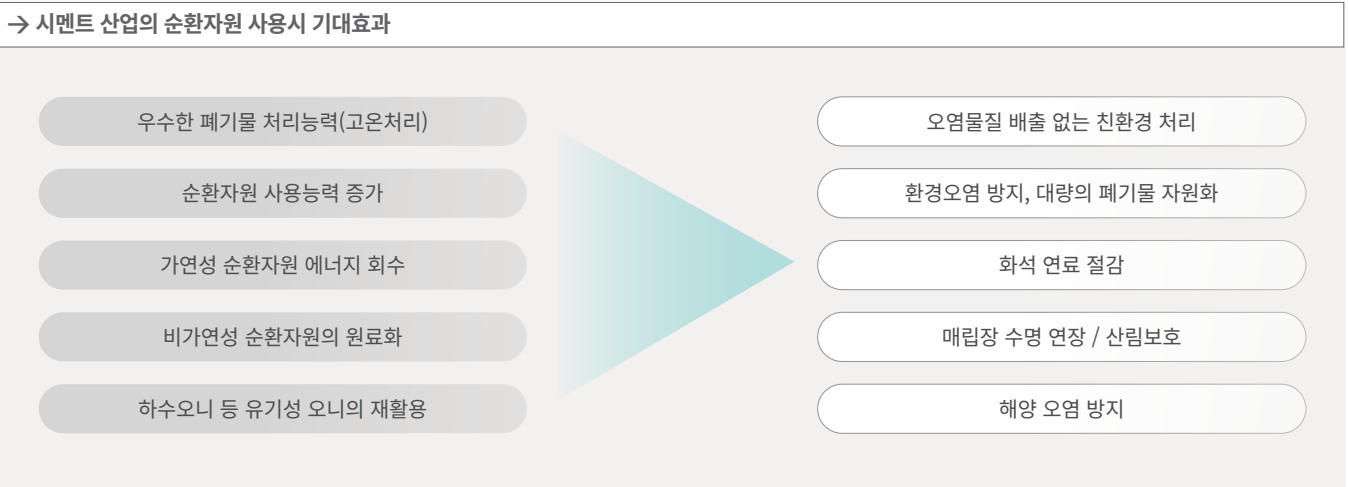 → 시멘트 산업의 순환자원 사용시 기대효과
우수한 폐기물 처리능력(고온처리)
순환자원 사용능력 증가
가연성 순환자원 에너지 회수
비가연성 순환자원의 원료화
하수오니 등 유기성 오니의 재활용
오염물질 배출 없는 친환경 처리
환경오염 방지, 대량의 폐기물 자원화
화석 연료 절감
매립장 수명 연장 / 산림보호
해양 오염 방지